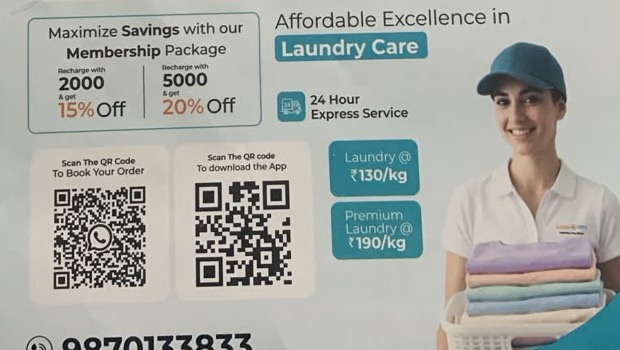 Maximize Savings with our
Membership Package
Recharge with
2000
& get
15% Off
Recharge with
5000
& get
20% Off
Affordable Excellence in
Laundry Care
24 Hour
Express Service
Scan The QR Code
To Book Your Order
Scan The QR code
To download the App
Laundry @
₹130/kg
Premium
Laundry @
₹190/kg
9870133833